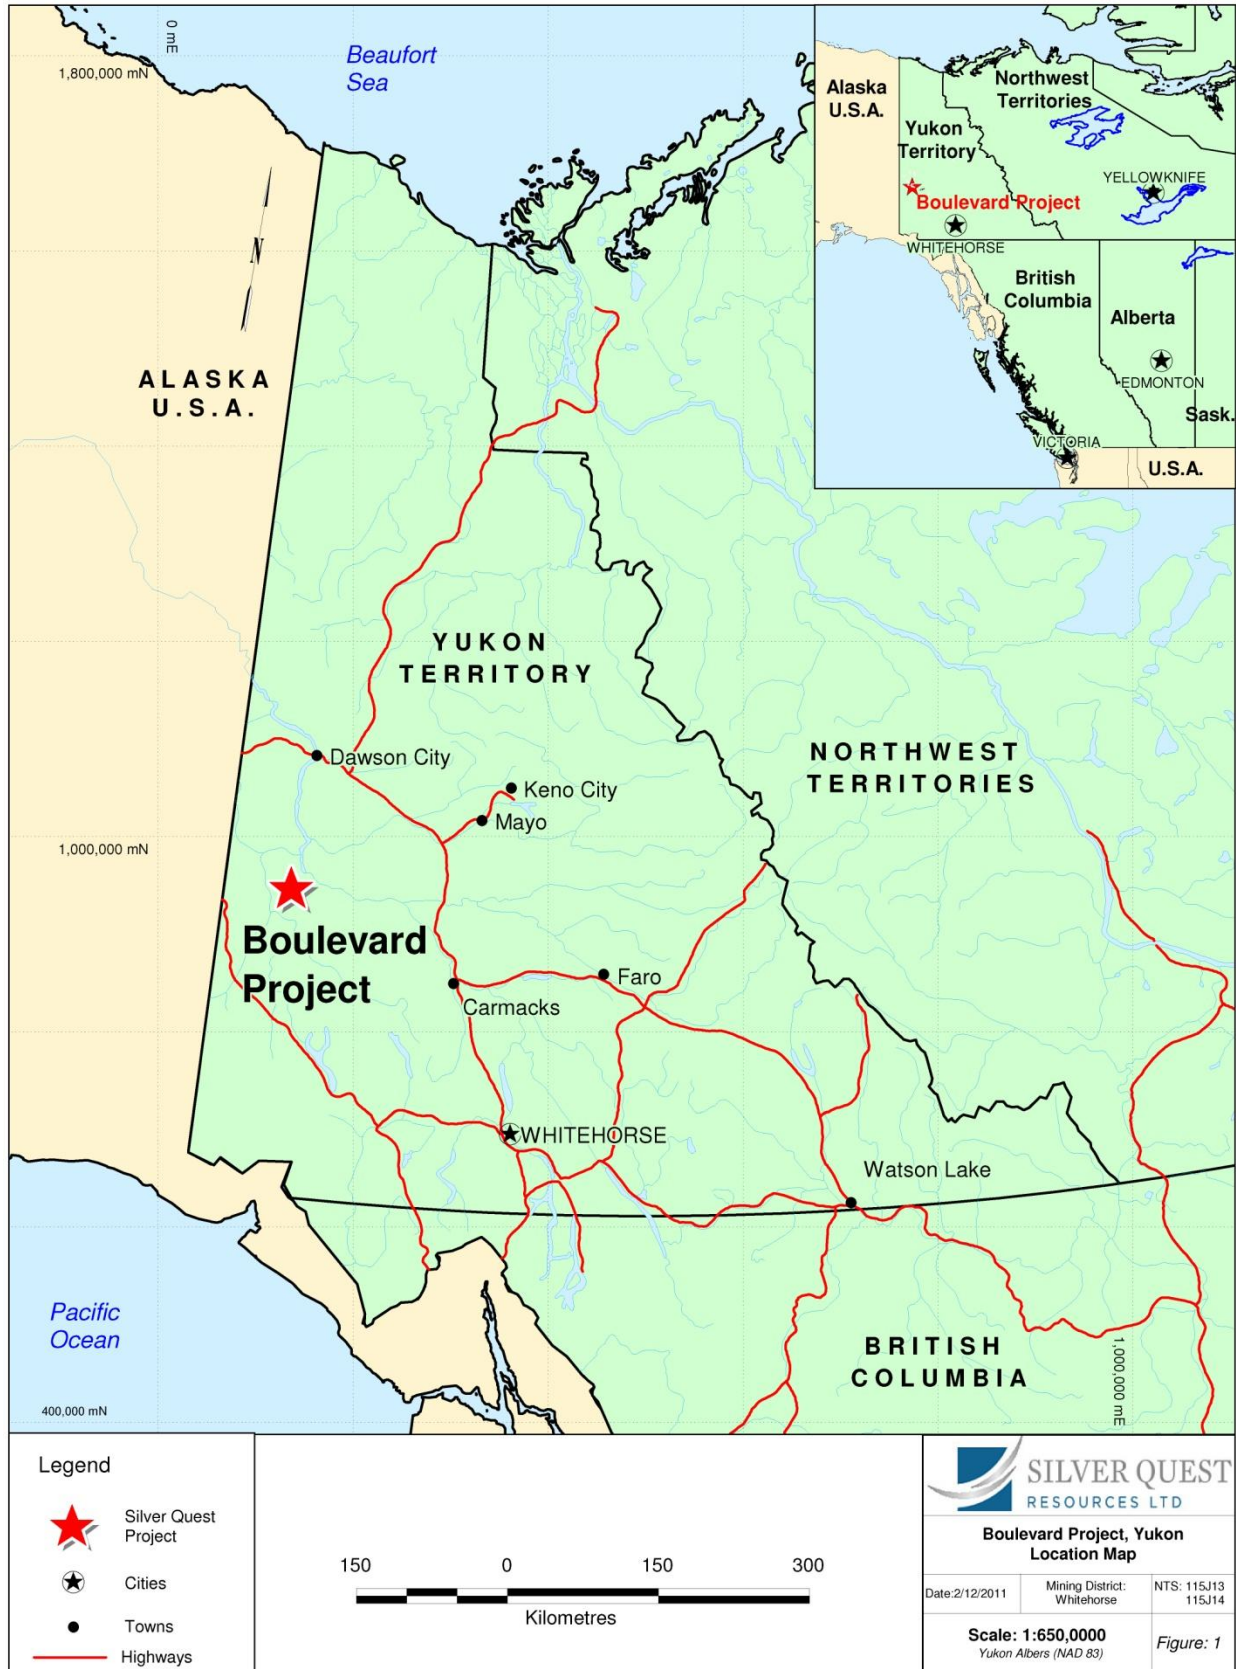 0 mE
1,800,000 mN
Beaufort
Sea
N
ALASKA
U.S.A.
YUKON
TERRITORY
NORTHWEST
TERRITORIES
Dawson City
Keno City
Mayo
1,000,000 mN
Boulevard
Project
Faro
Carmacks
WHITEHORSE
Watson Lake
Pacific
Ocean
BRITISH
COLUMBIA
1,000,000 mE
400,000 mN
Alaska
U.S.A.
Northwest
Territories
Yukon
Territory
YELLOWKNIFE
Boulevard Project
WHITEHORSE
British
Columbia
Alberta
EDMONTON
Sask.
VICTORIA
U.S.A.
Legend
Silver Quest
Project
Cities
Towns
Highways
150 0 150 300
Kilometres
SILVER QUEST
RESOURCES LTD
Boulevard Project, Yukon
Location Map
Date:2/12/2011
Mining District:
Whitehorse
NTS: 115J13
115J14
Scale: 1:650,0000
Yukon Albers (NAD 83)
Figure: 1